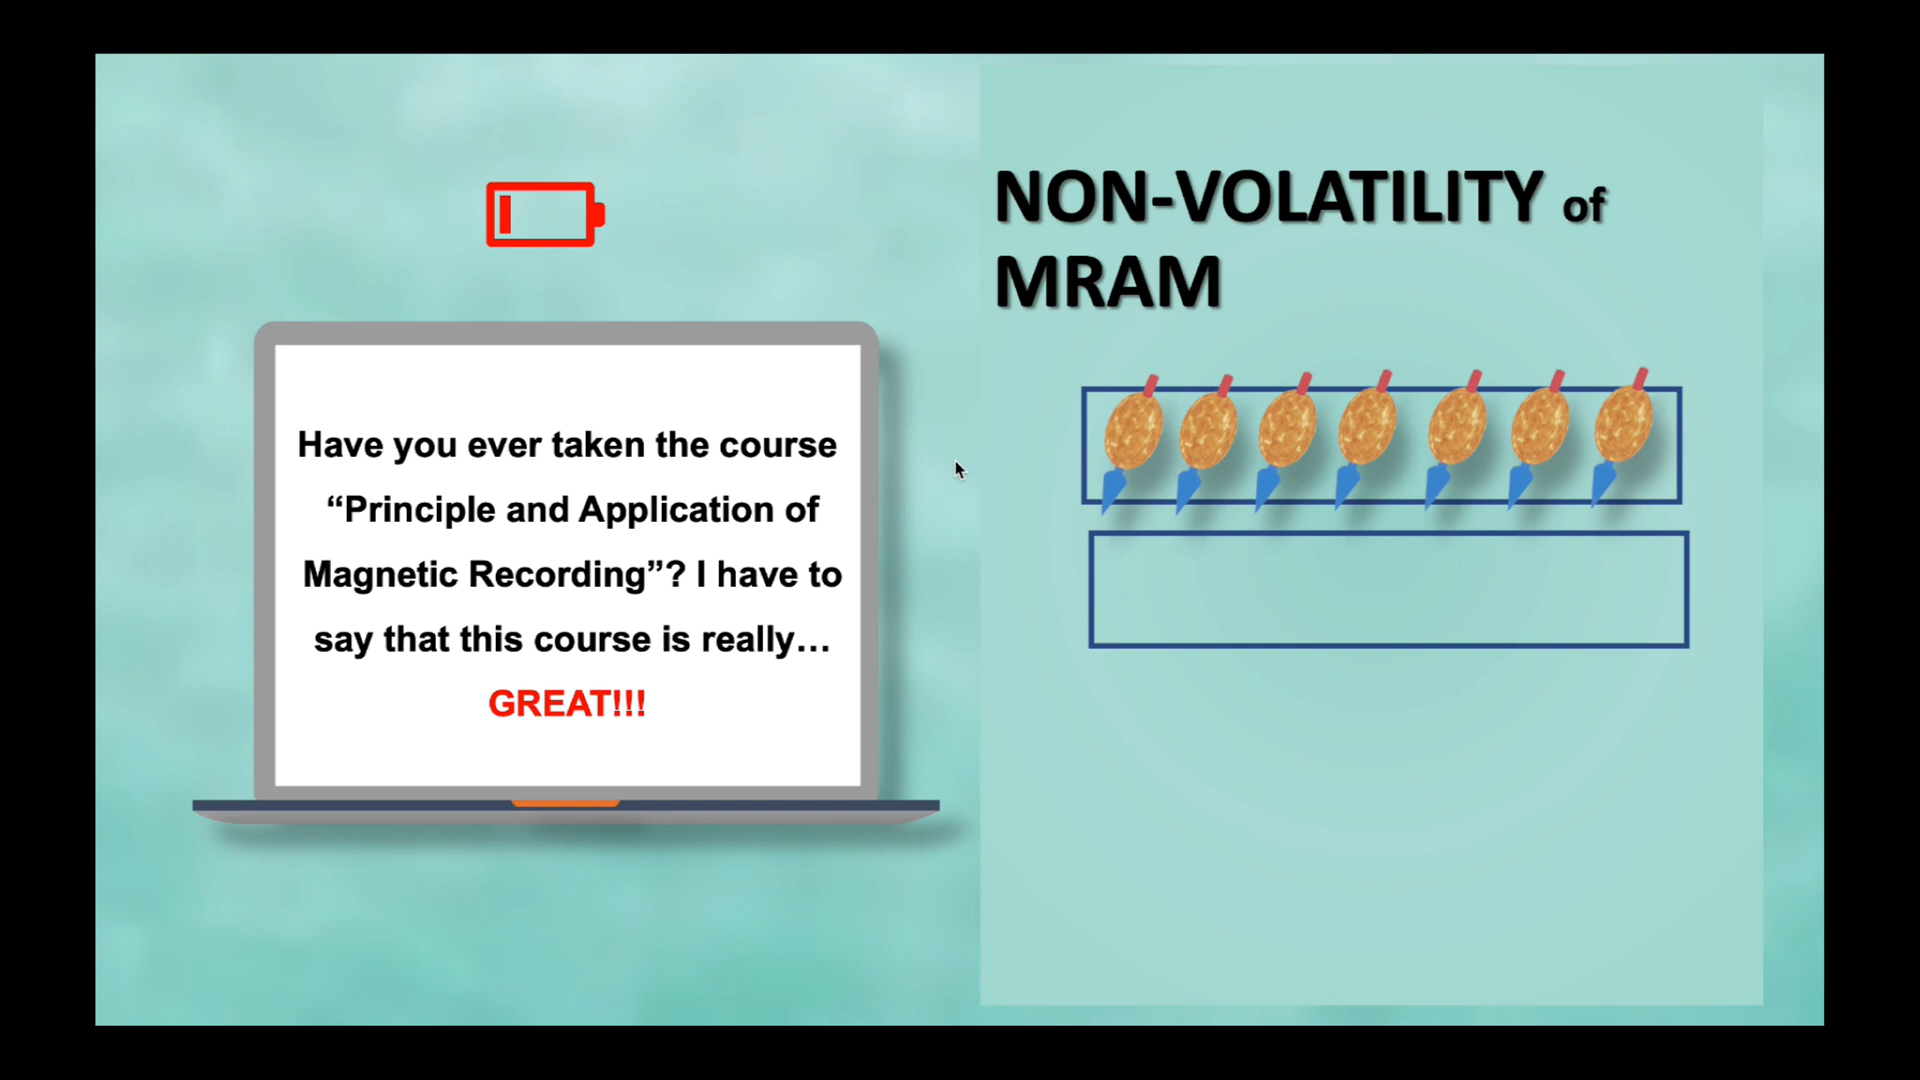 Have you ever taken the course
“Principle and Application of
Magnetic Recording”? I have to
say that this course is really…
GREAT!!!
NON-VOLATILITY of
MRAM